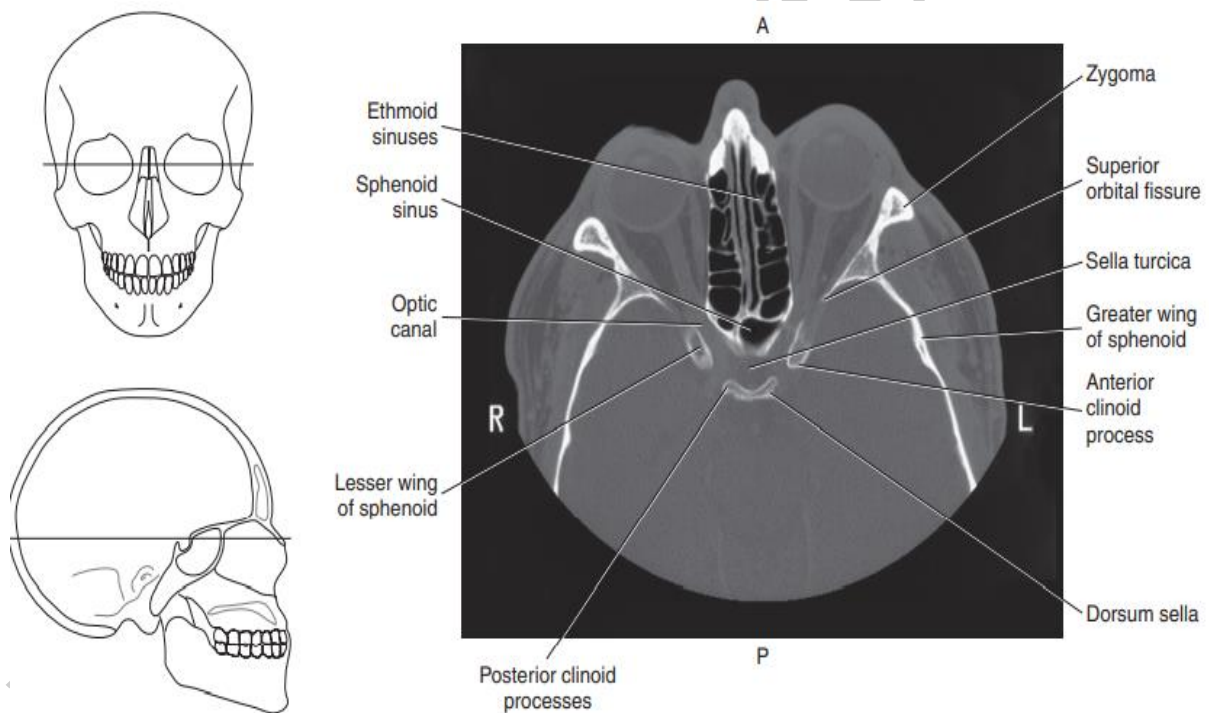 A
Ethmoid
sinuses
Sphenoid
sinus
Optic
canal
R
Lesser wing
of sphenoid
Posterior clinoid
processes
P
Zygoma
Superior
orbital fissure
Sella turcica
Greater wing
of sphenoid
Anterior
clinoid
process
L
Dorsum sella